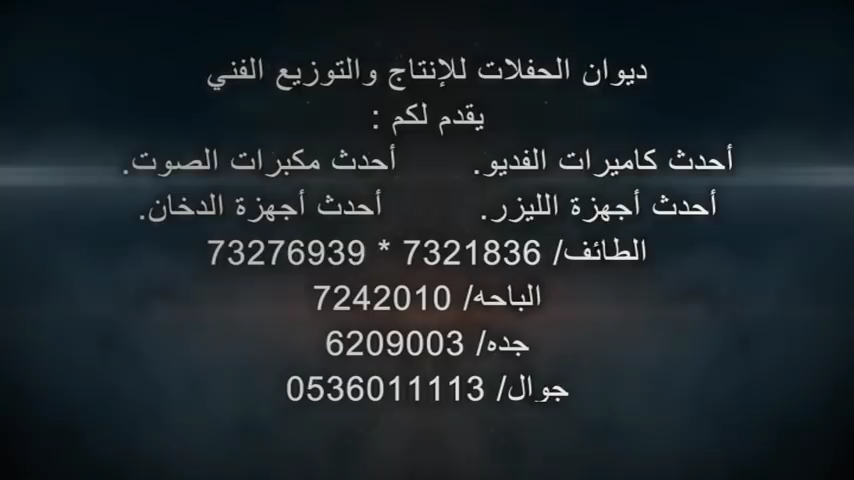 ديوان الحفلات للإنتاج والتوزيع الفني
يقدم لكم :
أحدث كاميرات الفديو. أحدث مكبرات الصوت.
أحدث أجهزة الليزر. أحدث أجهزة الدخان.
الطائف/ 7321836 * 73276939
الباحه/ 7242010
جده/ 6209003
جوال/ 0536011113